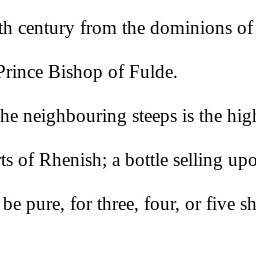 th century from the dominions of
Prince Bishop of Fulde.
he neighbouring steeps is the high
ts of Rhenish; a bottle selling upo
be pure, for three, four, or five sh